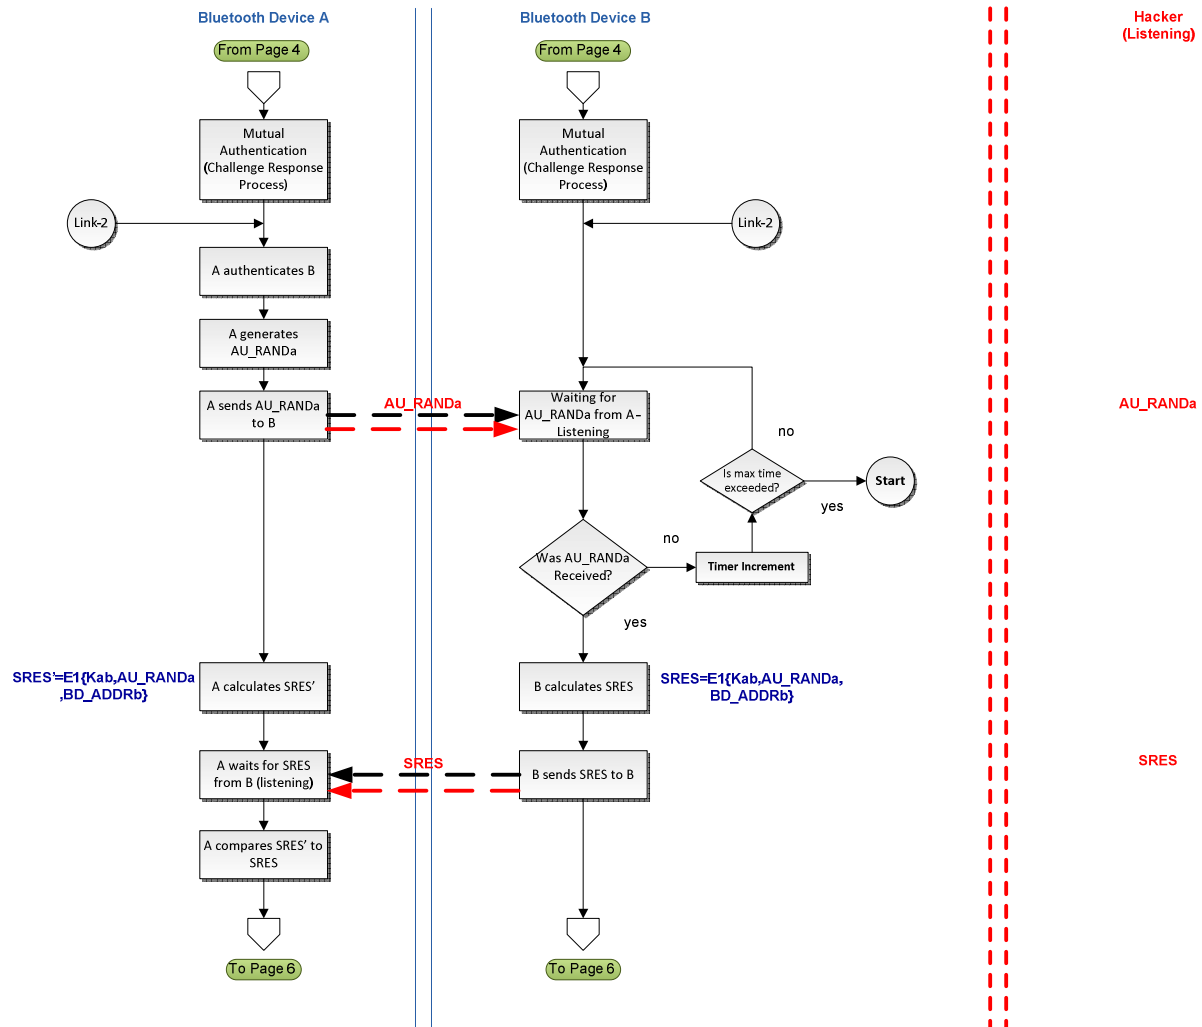 Bluetooth Device A
Bluetooth Device B
Hacker
(Listening)
From Page 4
From Page 4
Mutual
Authentication
(Challenge Response
Process)
Mutual
Authentication
(Challenge Response
Process)
Link-2
Link-2
A authenticates B
A generates
AU_RANDa
A sends AU_RANDa
to B
AU_RANDa
Waiting for
AU_RANDa from A–
Listening
AU_RANDa
no
Is max time
exceeded?
Start
yes
Was AU_RANDa
Received?
no
Timer Increment
yes
SRES’=E1{Kab,AU_RANDa
,BD_ADDRb}
A calculates SRES’
B calculates SRES
SRES=E1{Kab,AU_RANDa,
BD_ADDRb}
A waits for SRES
from B (listening)
SRES
B sends SRES to B
SRES
A compares SRES’ to
SRES
To Page 6
To Page 6